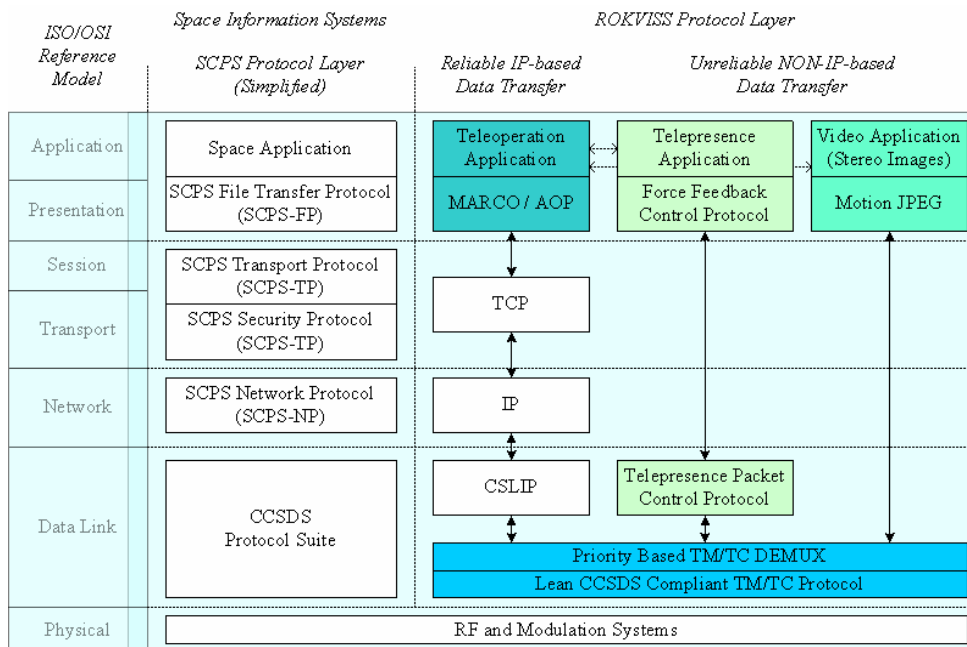 ISO/OSI
Reference
Model
Space Information Systems
SCPS Protocol Layer
(Simplified)
ROKVISS Protocol Layer
Reliable IP-based
Data Transfer
Unreliable NON-IP-based
Data Transfer
Application
Presentation
Session
Transport
Network
Data Link
Physical
Space Application
SCPS File Transfer Protocol
(SCPS-FP)
SCPS Transport Protocol
(SCPS-TP)
SCPS Security Protocol
(SCPS-TP)
SCPS Network Protocol
(SCPS-NP)
CCSDS
Protocol Suite
Teleoperation
Application
MARCO / AOP
TCP
IP
CSLIP
Telepresence
Application
Force Feedback
Control Protocol
Telepresence Packet
Control Protocol
Video Application
(Stereo Images)
Motion JPEG
Priority Based TM/TC DEMUX
Lean CCSDS Compliant TM/TC Protocol
RF and Modulation Systems